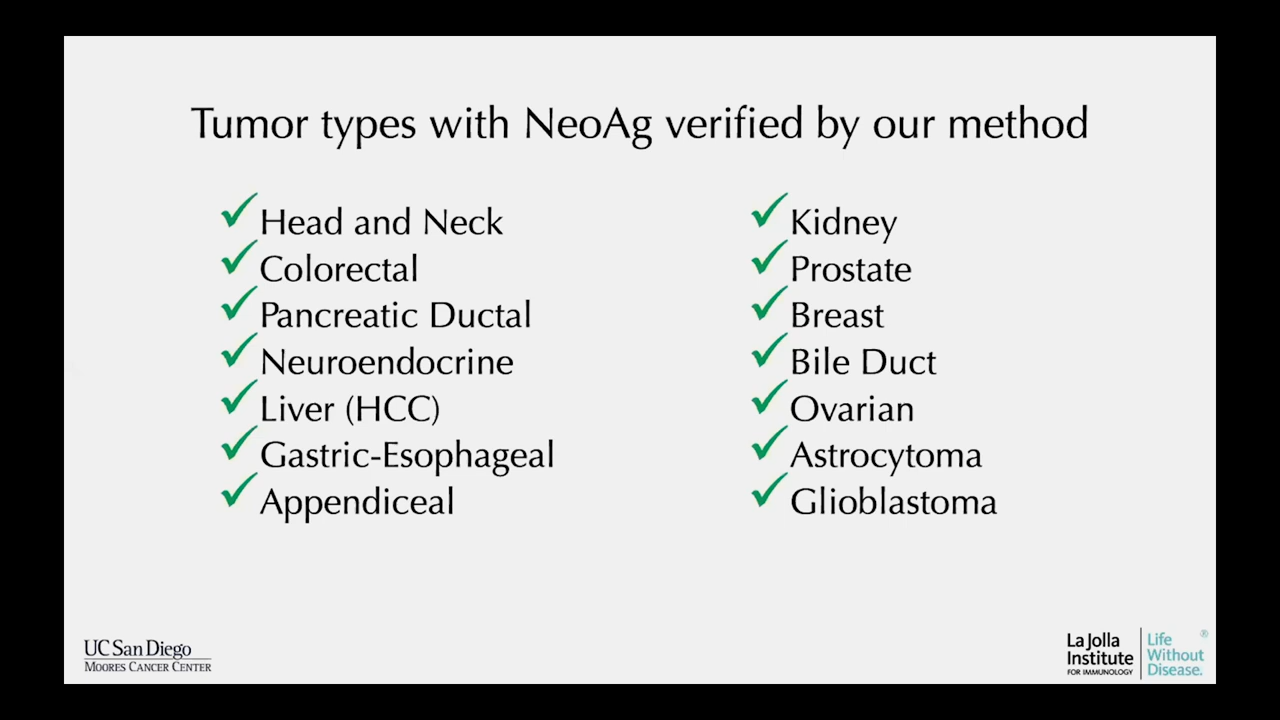 Tumor types with NeoAg verified by our method
Head and Neck
Colorectal
Pancreatic Ductal
Neuroendocrine
Liver (HCC)
Gastric-Esophageal
Appendiceal
Kidney
Prostate
Breast
Bile Duct
Ovarian
Astrocytoma
Glioblastoma
UC San Diego
MOORES CANCER CENTER
La Jolla
Institute
FOR IMMUNOLOGY
Life
Without
Disease.
®